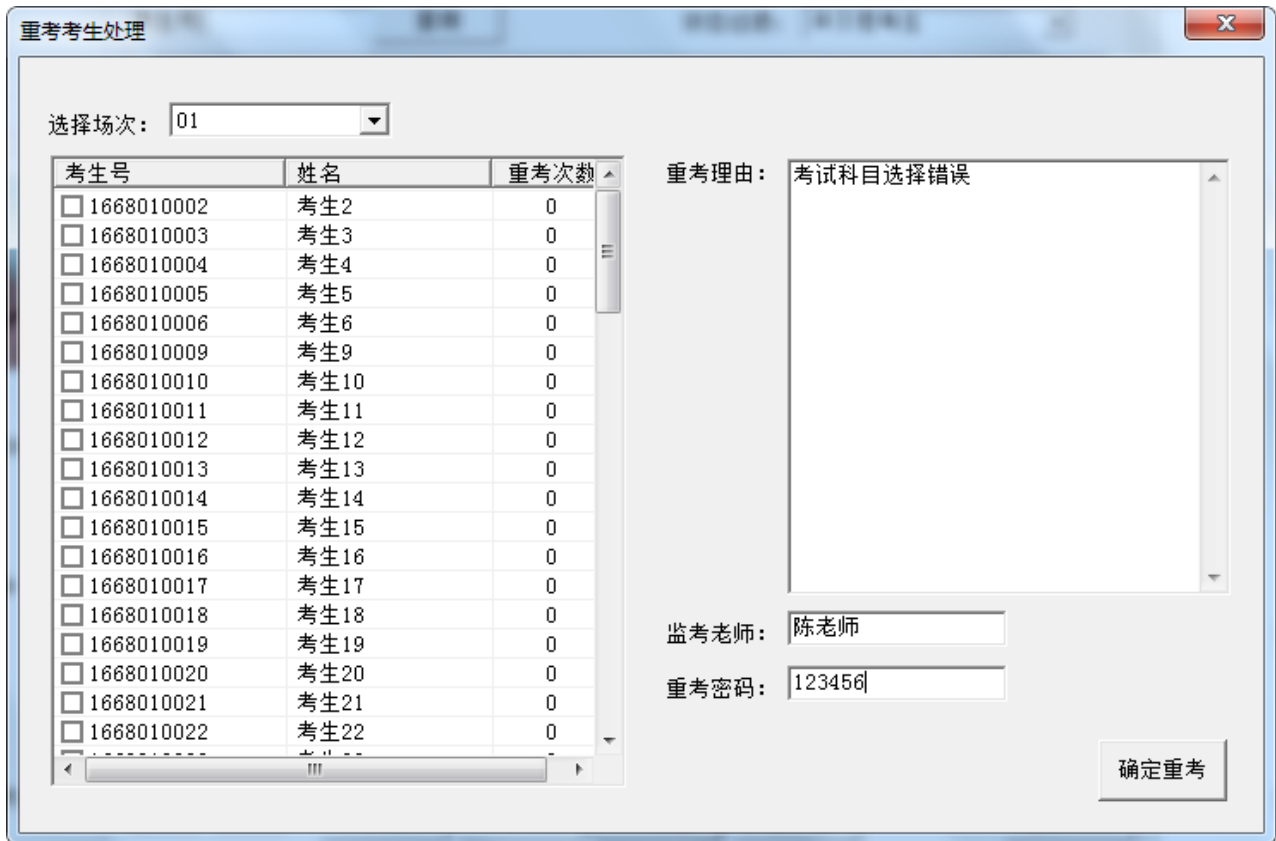 重考考生处理
选择场次： 01
考生号 姓名 重考次数
1668010002 考生2 0
1668010003 考生3 0
1668010004 考生4 0
1668010005 考生5 0
1668010006 考生6 0
1668010009 考生9 0
1668010010 考生10 0
1668010011 考生11 0
1668010012 考生12 0
1668010013 考生13 0
1668010014 考生14 0
1668010015 考生15 0
1668010016 考生16 0
1668010017 考生17 0
1668010018 考生18 0
1668010019 考生19 0
1668010020 考生20 0
1668010021 考生21 0
1668010022 考生22 0
重考理由： 考试科目选择错误
监考老师： 陈老师
重考密码： 123456
确定重考